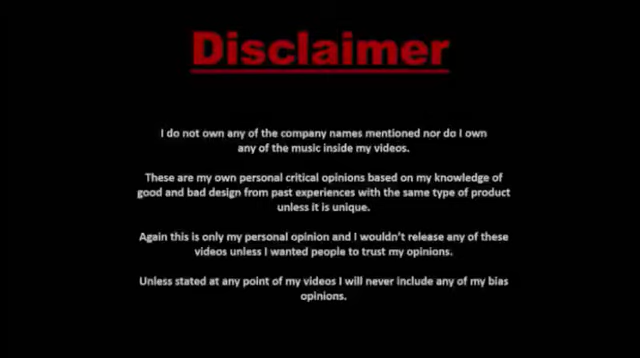 Disclaimer
I do not own any of the company names mentioned nor do I own
any of the music inside my videos.
These are my own personal critical opinions based on my knowledge of
good and bad design from past experiences with the same type of product
unless it is unique.
Again this is only my personal opinion and I wouldn't release any of these
videos unless I wanted people to trust my opinions.
Unless stated at any point of my videos I will never include any of my bias
opinions.